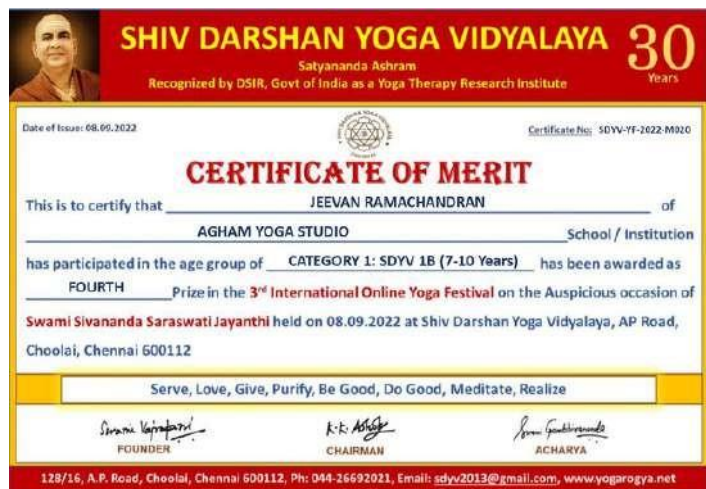 SHIV DARSHAN YOGA VIDYALAYA
Satyananda Ashram
Recognized by DSIR, Govt of India as a Yoga Therapy Research Institute
30
Years
Date of Issue: 08.09.2022
Certificate No: SDYV-YF-2022-M020
CERTIFICATE OF MERIT
This is to certify that JEEVAN RAMACHANDRAN of
AGHAM YOGA STUDIO School / Institution
has participated in the age group of CATEGORY 1: SDYV 1B (7-10 Years) has been awarded as
FOURTH Prize in the 3rd International Online Yoga Festival on the Auspicious occasion of
Swami Sivananda Saraswati Jayanthi held on 08.09.2022 at Shiv Darshan Yoga Vidyalaya, AP Road,
Choolai, Chennai 600112
Serve, Love, Give, Purify, Be Good, Do Good, Meditate, Realize
FOUNDER
CHAIRMAN
ACHARYA
128/16, A.P. Road, Choolai, Chennai 600112, Ph: 044-26692021, Email: sdyv2013@gmail.com, www.yogarogya.net